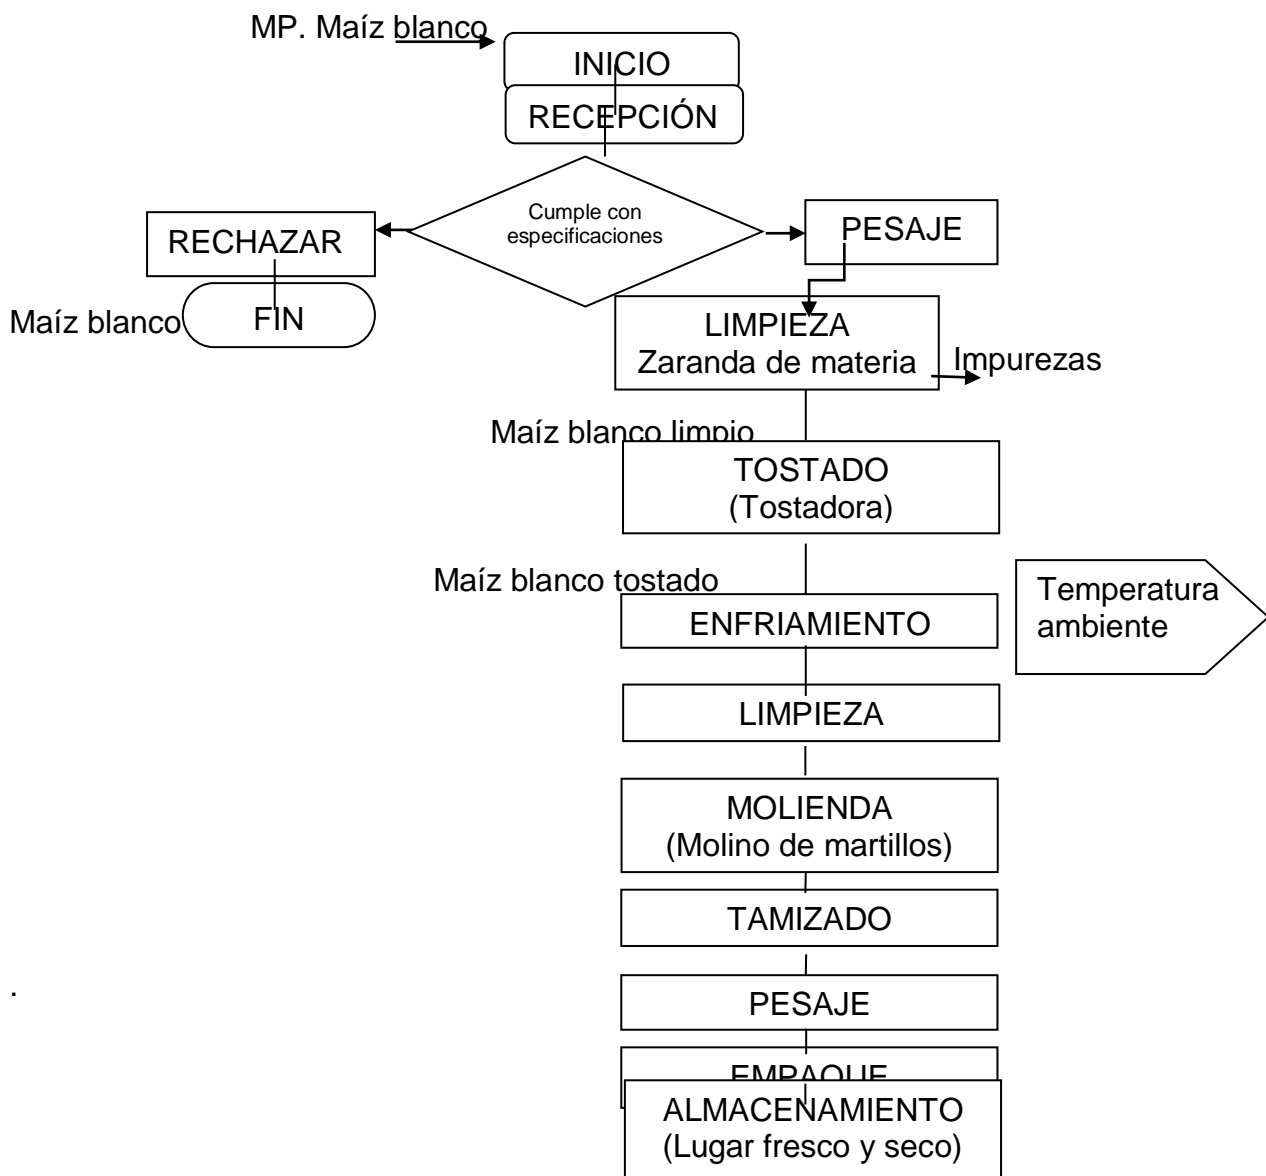 MP. Maíz blanco
INICIO
RECEPCIÓN
Cumple con
especificaciones
RECHAZAR
PESAJE
Maíz blanco
FIN
LIMPIEZA
Zaranda de materia
Impurezas
Maíz blanco limpio
TOSTADO
(Tostadora)
Maíz blanco tostado
Temperatura
ambiente
ENFRIAMIENTO
LIMPIEZA
MOLIENDA
(Molino de martillos)
TAMIZADO
.
PESAJE
EMPAQUE
ALMACENAMIENTO
(Lugar fresco y seco)